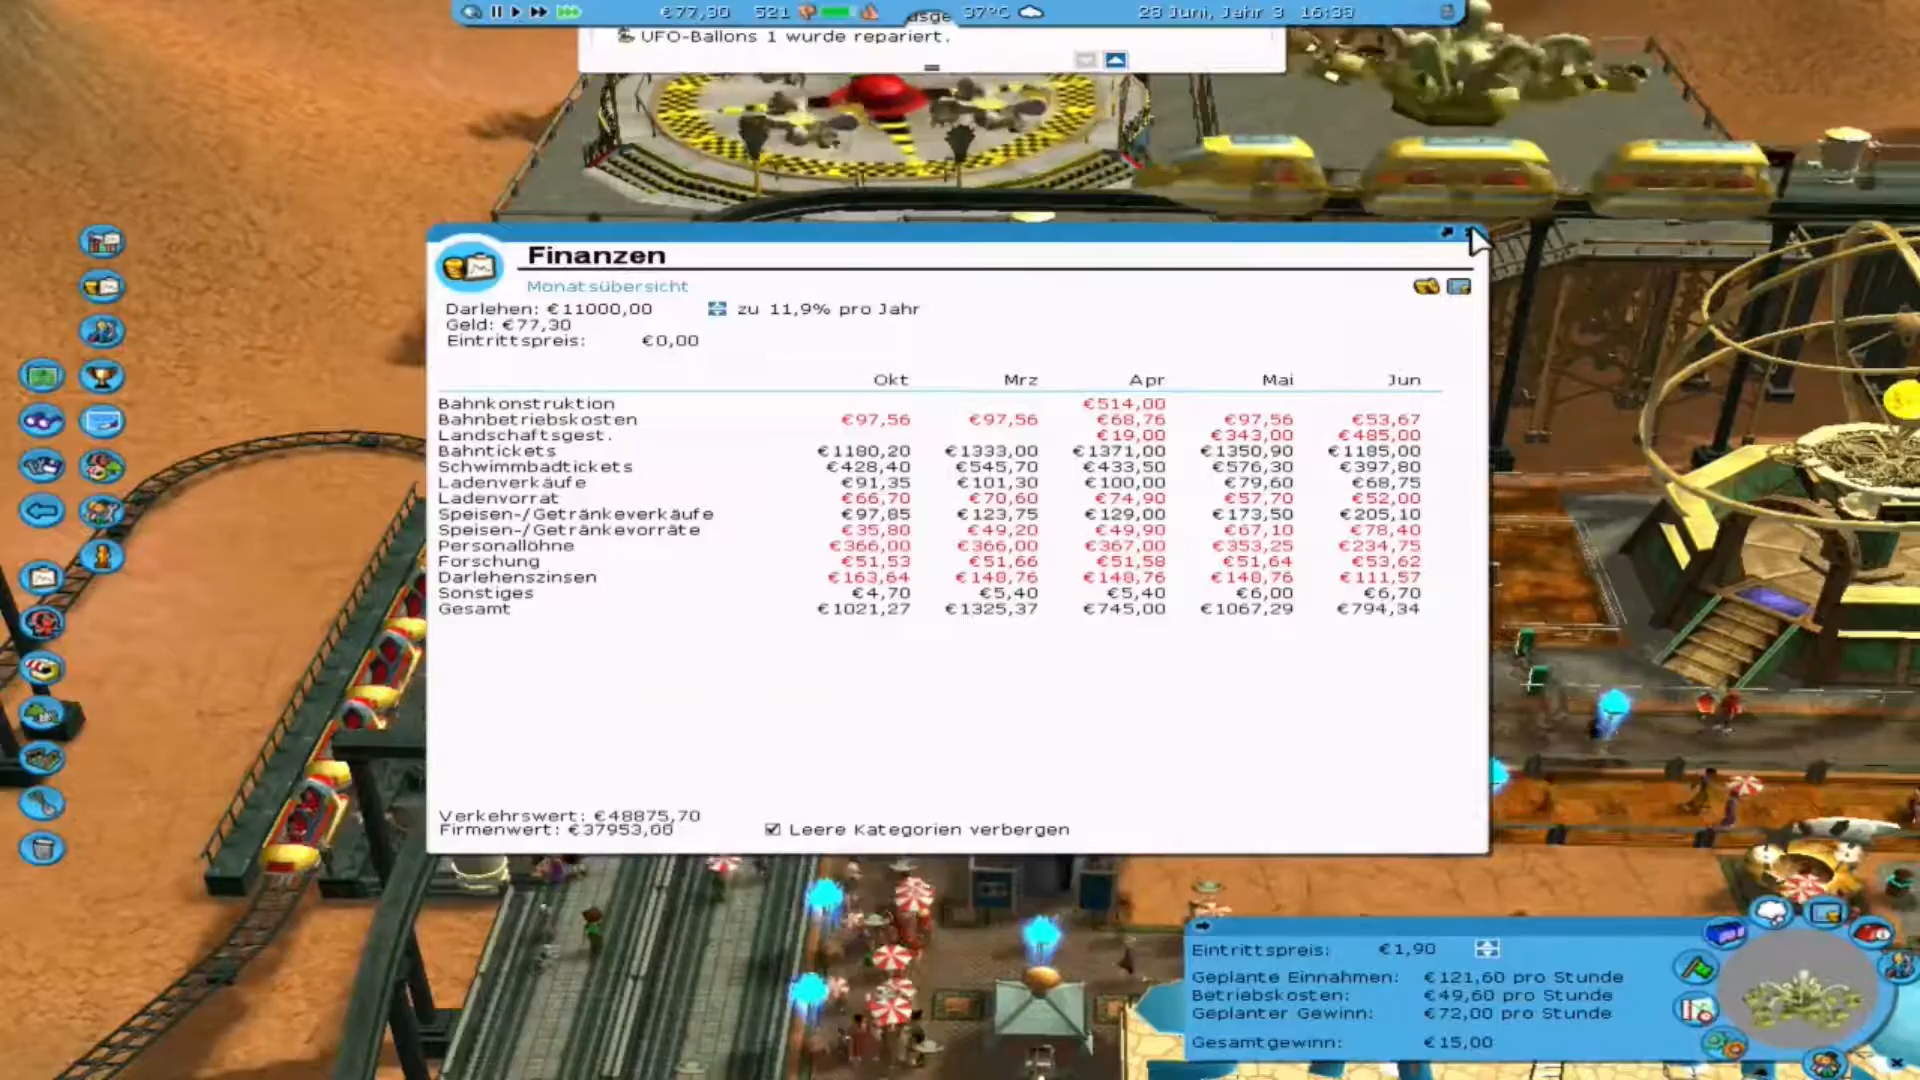 €77,30 521 37°C 28 Juni, Jahr 3 16:38
UFO-Ballons 1 wurde repariert.
Finanzen
Monatsübersicht
Darlehen: €11000,00 zu 11,9% pro Jahr
Geld: €77,30
Eintrittspreis: €0,00
Okt Mrz Apr Mai Jun
Bahnkonstruktion €514,00
Bahnbetriebskosten €97,56 €97,56 €68,76 €97,56 €53,67
Landschaftsgest. €19,00 €343,00 €485,00
Bahntickets €1180,20 €1333,00 €1371,00 €1350,90 €1185,00
Schwimmbadtickets €428,40 €545,70 €433,50 €576,30 €397,80
Ladenverkäufe €91,35 €101,30 €100,00 €79,60 €68,75
Ladenvorrat €66,70 €70,60 €74,90 €57,70 €52,00
Speisen-/Getränkeverkäufe €97,85 €123,75 €129,00 €173,50 €205,10
Speisen-/Getränkevorräte €35,80 €49,20 €49,90 €67,10 €78,40
Personallöhne €366,00 €366,00 €367,00 €353,25 €234,75
Forschung €51,53 €51,66 €51,58 €51,64 €53,62
Darlehenszinsen €163,64 €148,76 €148,76 €148,76 €111,57
Sonstiges €4,70 €5,40 €5,40 €6,00 €6,70
Gesamt €1021,27 €1325,37 €745,00 €1067,29 €794,34
Verkehrswert: €48875,70
Firmenwert: €37953,00
Leere Kategorien verbergen
Eintrittspreis: €1,90
Geplante Einnahmen: €121,60 pro Stunde
Betriebskosten: €49,60 pro Stunde
Geplanter Gewinn: €72,00 pro Stunde
Gesamtgewinn: €15,00